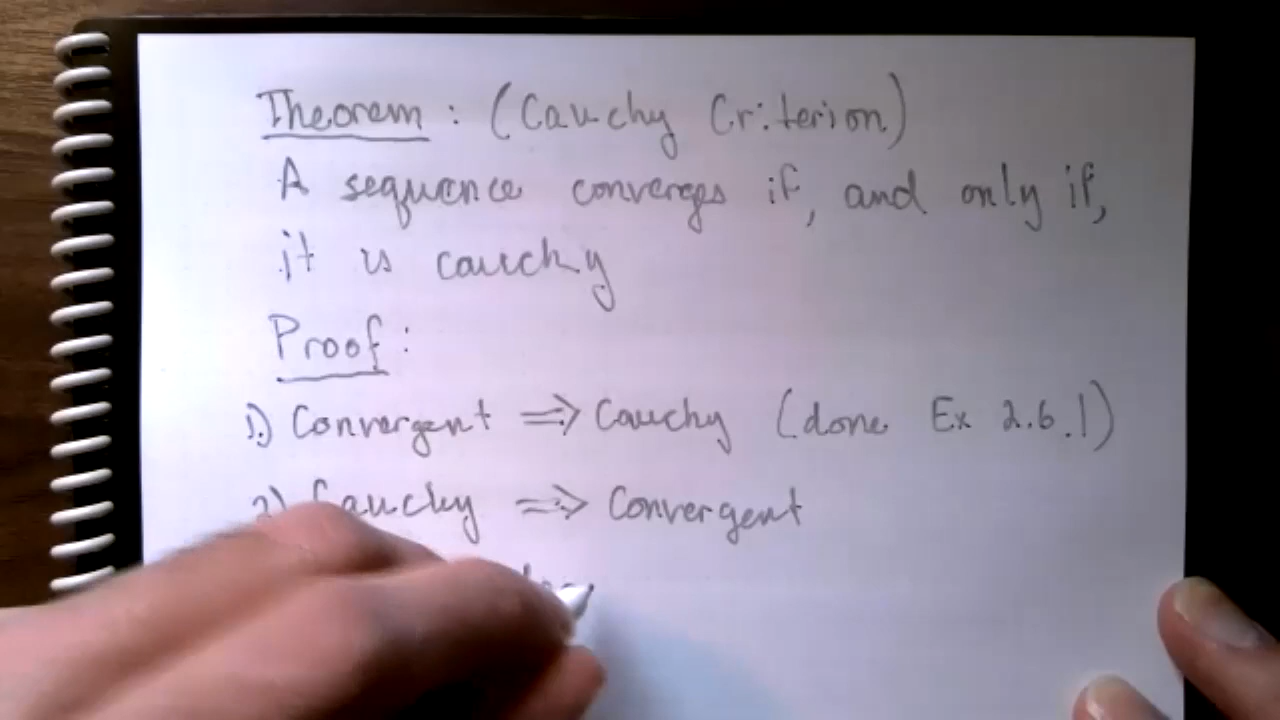 Theorem : (Cauchy Criterion)
A sequence converges if, and only if,
it is cauchy
Proof :
1.) Convergent ⇒ Cauchy (done Ex 2.6.1)
2) Cauchy ⇒ Convergent